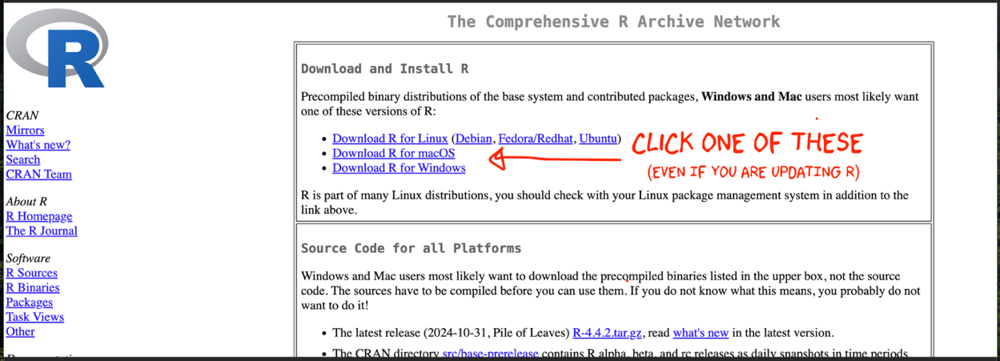 The Comprehensive R Archive Network
R
CRAN
Mirrors
What's new?
Search
CRAN Team
About R
R Homepage
The R Journal
Software
R Sources
R Binaries
Packages
Task Views
Other
Download and Install R
Precompiled binary distributions of the base system and contributed packages, Windows and Mac users most likely want
one of these versions of R:
• Download R for Linux (Debian, Fedora/Redhat, Ubuntu)
• Download R for macOS
• Download R for Windows
CLICK ONE OF THESE
(EVEN IF YOU ARE UPDATING R)
R is part of many Linux distributions, you should check with your Linux package management system in addition to the
link above.
Source Code for all Platforms
Windows and Mac users most likely want to download the precompiled binaries listed in the upper box, not the source
code. The sources have to be compiled before you can use them. If you do not know what this means, you probably do not
want to do it!
• The latest release (2024-10-31, Pile of Leaves) R-4.4.2.tar.gz, read what's new in the latest version.
• The CRAN directory src/base-prerelease contains R alpha, beta, and rc releases as daily snapshots in time periods